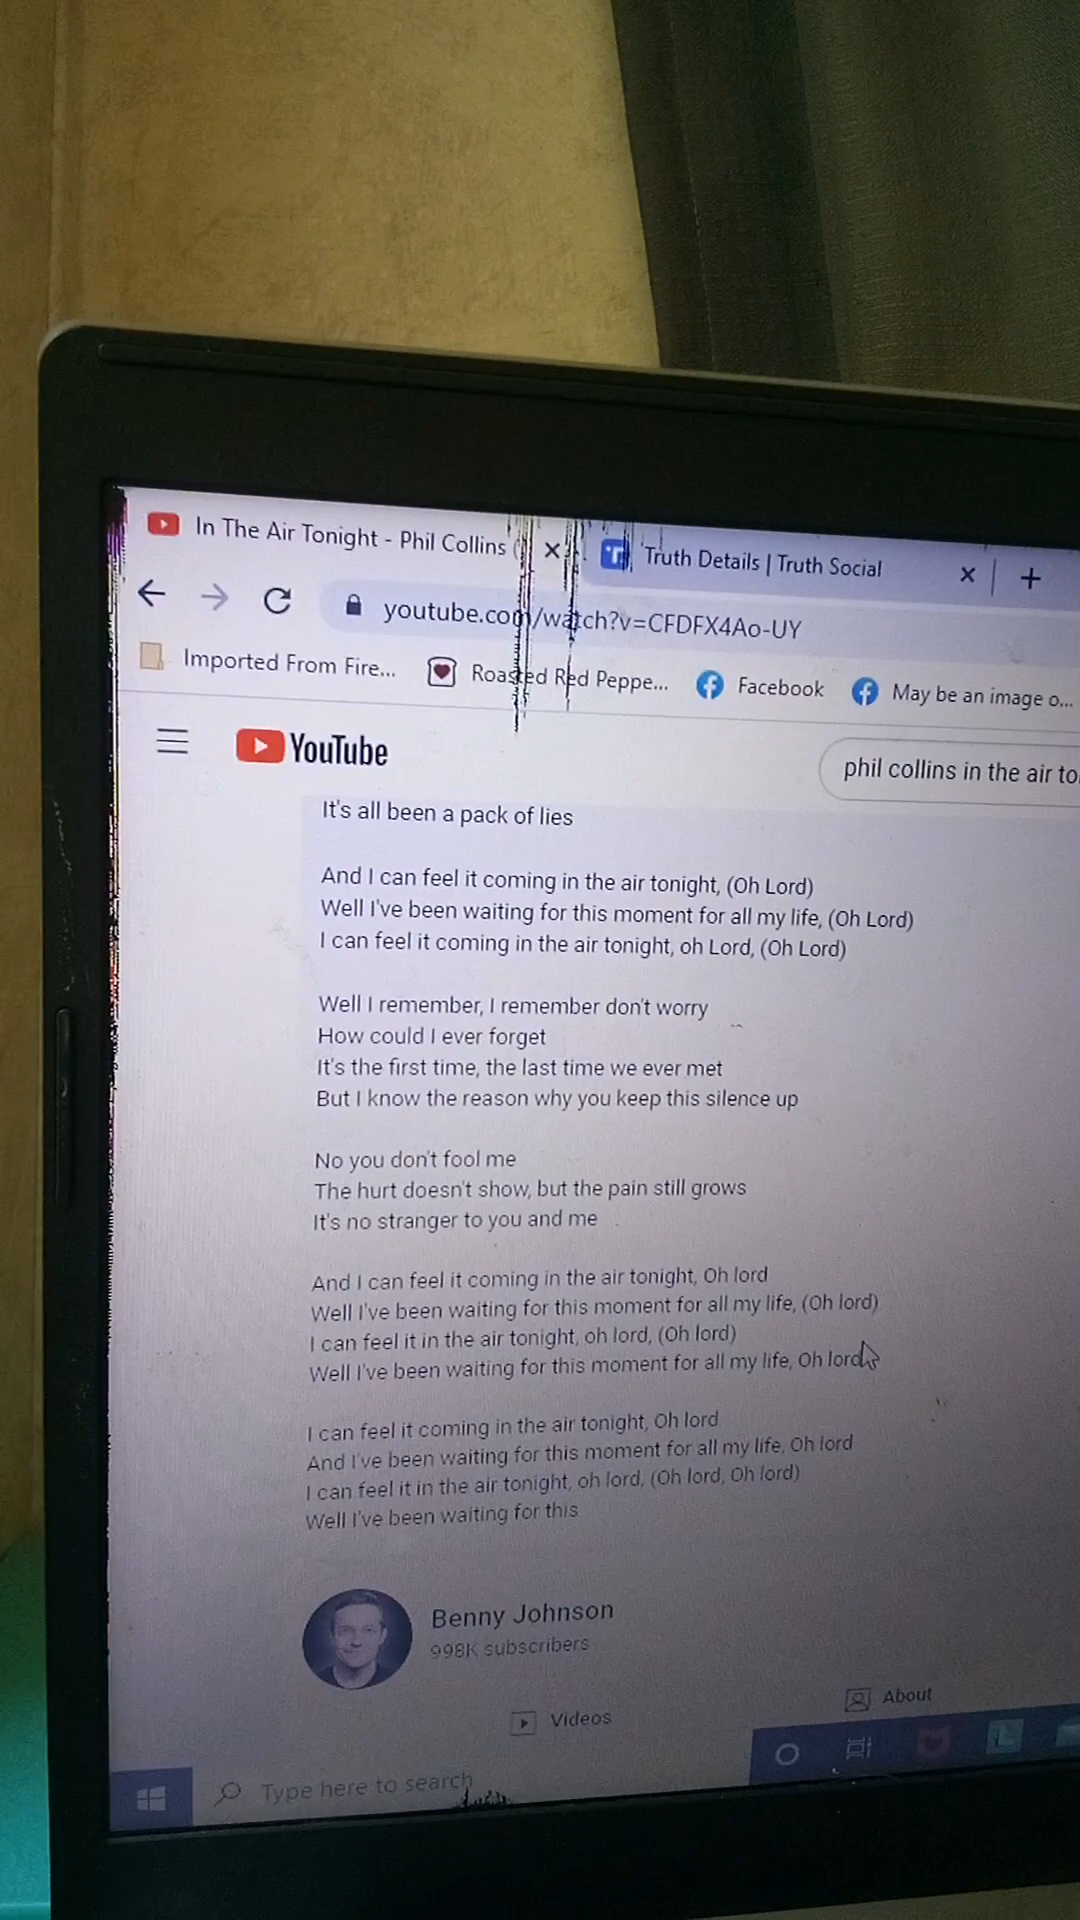 In The Air Tonight - Phil Collins (
Truth Details | Truth Social
youtube.com/watch?v=CFDFX4Ao-UY
Imported From Fire...
Roasted Red Peppe...
Facebook
May be an image o...
YouTube
phil collins in the air to
It's all been a pack of lies
And I can feel it coming in the air tonight, (Oh Lord)
Well I've been waiting for this moment for all my life, (Oh Lord)
I can feel it coming in the air tonight, oh Lord, (Oh Lord)
Well I remember, I remember don't worry
How could I ever forget
It's the first time, the last time we ever met
But I know the reason why you keep this silence up
No you don't fool me
The hurt doesn't show, but the pain still grows
It's no stranger to you and me
And I can feel it coming in the air tonight, Oh lord
Well I've been waiting for this moment for all my life, (Oh lord)
I can feel it in the air tonight, oh lord, (Oh lord)
Well I've been waiting for this moment for all my life, Oh lord
I can feel it coming in the air tonight, Oh lord
And I've been waiting for this moment for all my life, Oh lord
I can feel it in the air tonight, oh lord, (Oh lord, Oh lord)
Well I've been waiting for this
Benny Johnson
998K subscribers
Videos
About
Type here to search